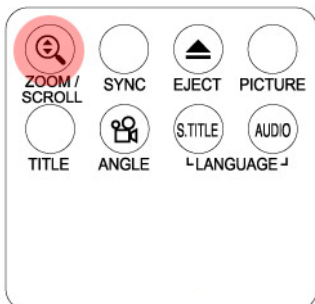 ZOOM / SCROLL SYNC EJECT PICTURE
S.TITLE AUDIO
TITLE ANGLE LANGUAGE